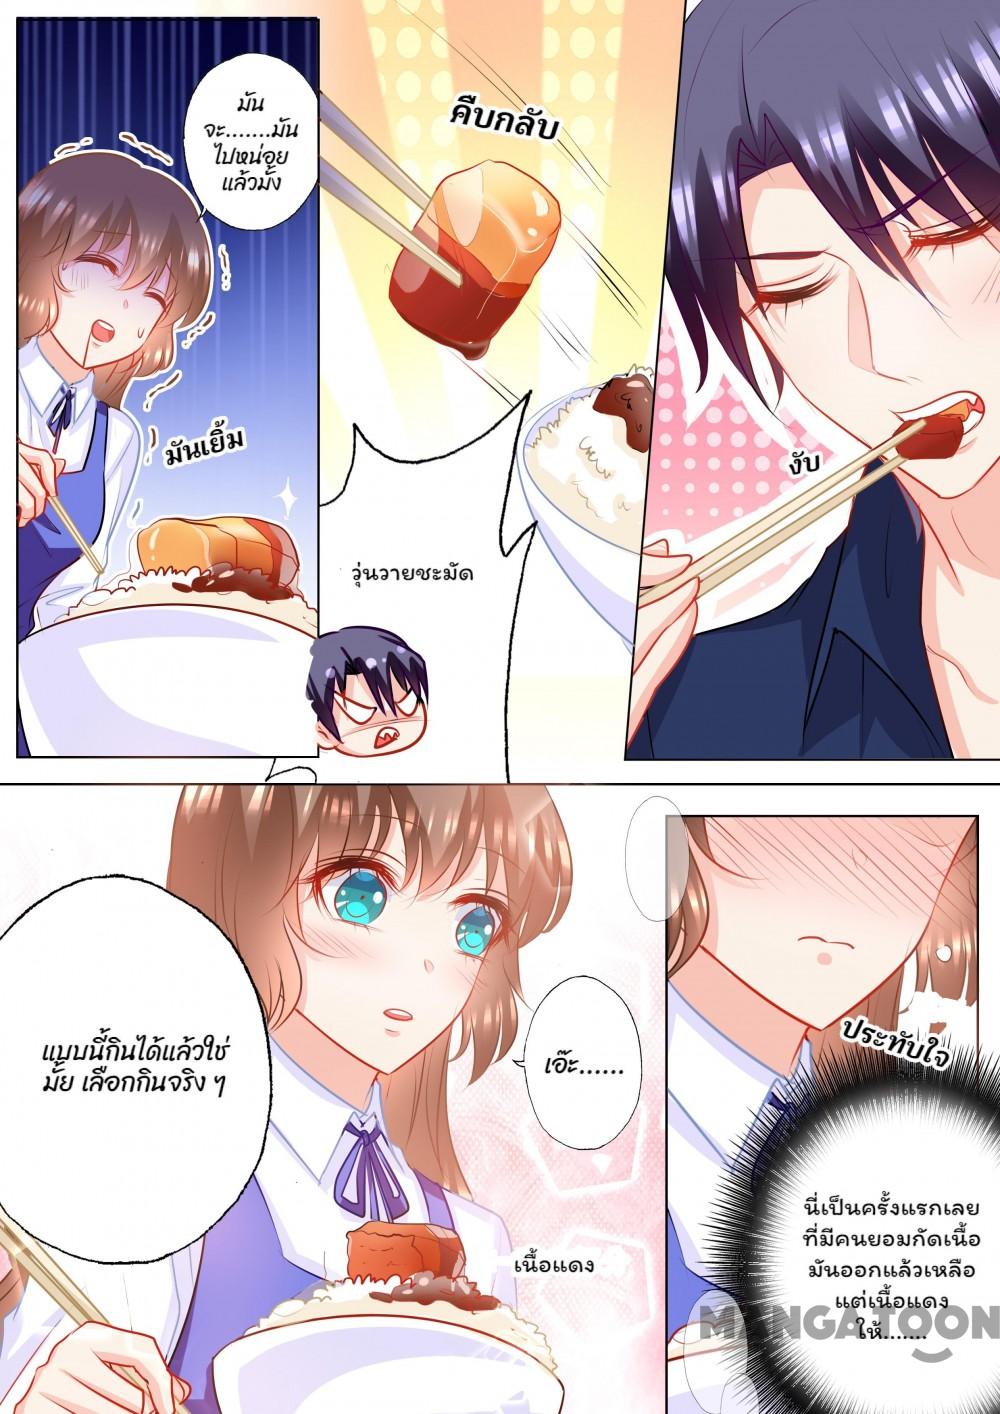 มัน
จะ.......มัน
ไปหน่อย
แล้วมั้ง
มันเยิ้ม
คืบกลับ
งับ
วุ่นวายชะมัด
แบบนี้กินได้แล้วใช่
มั้ย เลือกกินจริง ๆ
เอ๊ะ......
เนื้อแดง
ประทับใจ
นี่เป็นครั้งแรกเลย
ที่มีคนยอมกัดเนื้อ
มันออกแล้วเหลือ
แต่เนื้อแดง
ให้.......
MANGATOON